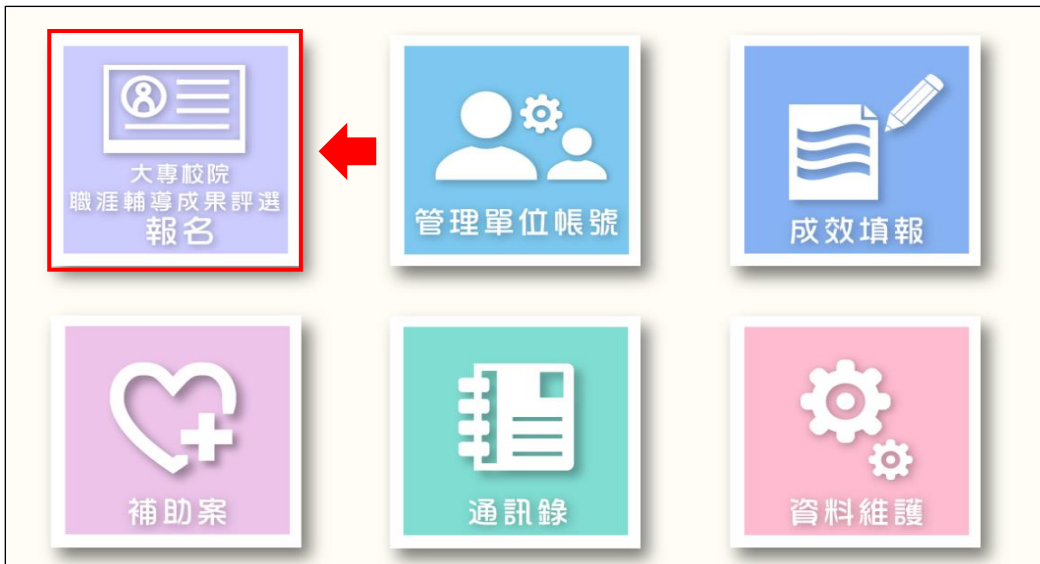 大專校院
職涯輔導成果評選
報名
管理單位帳號
成效填報
補助案
通訊錄
資料維護